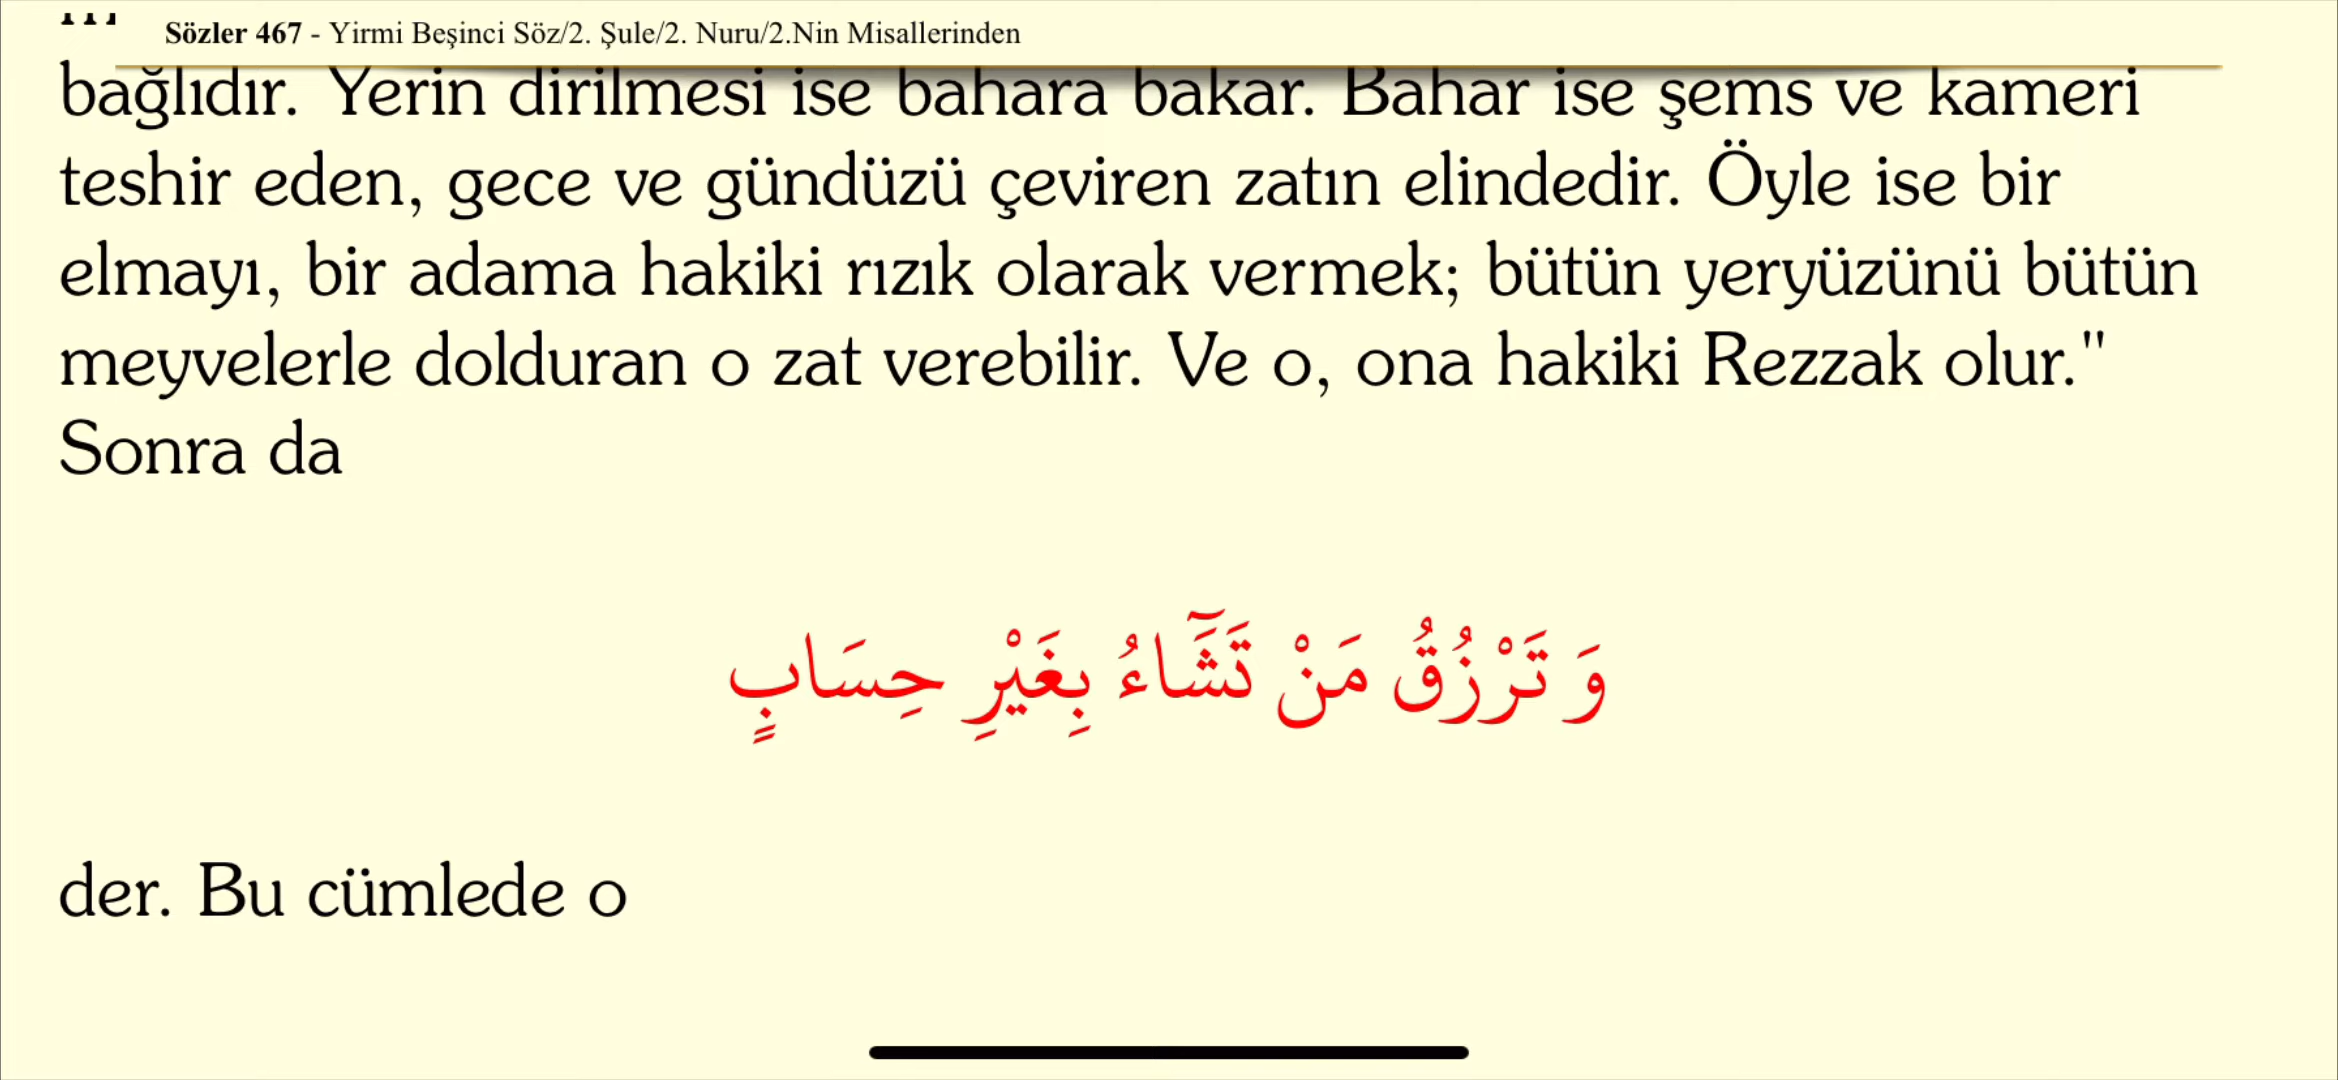 Sözler 467 - Yirmi Beşinci Söz/2. Şule/2. Nuru/2.Nin Misallerinden
bağlıdır. Yerin dirilmesi ise bahara bakar. Bahar ise şems ve kameri
teshir eden, gece ve gündüzü çeviren zatın elindedir. Öyle ise bir
elmayı, bir adama hakiki rızık olarak vermek; bütün yeryüzünü bütün
meyvelerle dolduran o zat verebilir. Ve o, ona hakiki Rezzak olur."
Sonra da
وَ تَرْزُقُ مَنْ تَشَٓاءُ بِغَيْرِ حِسَابٍ
der. Bu cümlede o